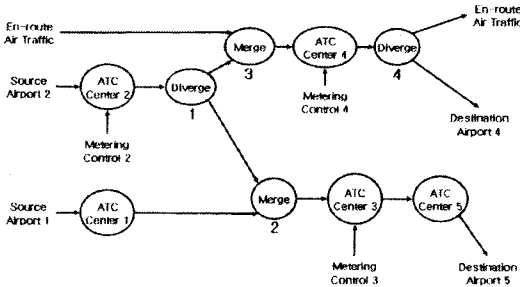 En-route
Air Traffic
En-route
Air Traffic
Merge
3
ATC
Center 4
Diverge
4
Source
Airport 2
ATC
Center 2
Diverge
1
Metering
Control 4
Destination
Airport 4
Metering
Control 2
Source
Airport 1
ATC
Center 1
Merge
2
ATC
Center 3
ATC
Center 5
Metering
Control 3
Destination
Airport 5